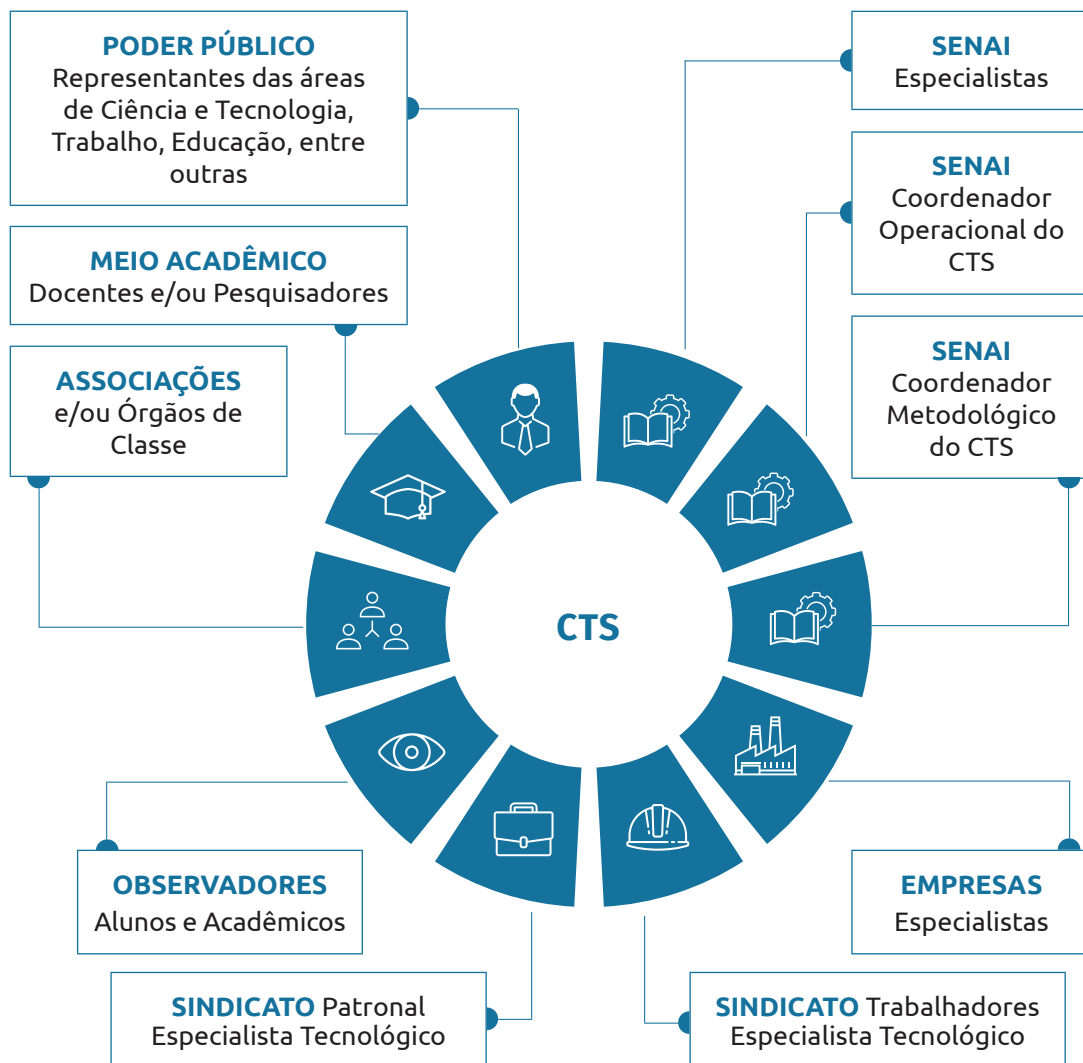 PODER PÚBLICO
Representantes das áreas
de Ciência e Tecnologia,
Trabalho, Educação, entre
outras
MEIO ACADÊMICO
Docentes e/ou Pesquisadores
ASSOCIAÇÕES
e/ou Órgãos de
Classe
SENAI
Especialistas
SENAI
Coordenador
Operacional do
CTS
SENAI
Coordenador
Metodológico
do CTS
CTS
OBSERVADORES
Alunos e Acadêmicos
EMPRESAS
Especialistas
SINDICATO Patronal
Especialista Tecnológico
SINDICATO Trabalhadores
Especialista Tecnológico